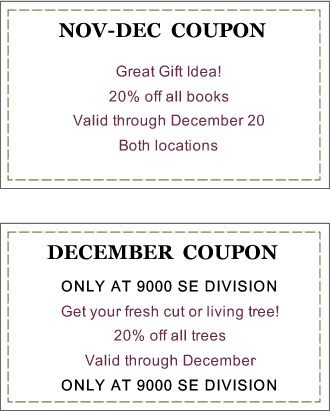 NOV-DEC COUPON
Great Gift Idea!
20% off all books
Valid through December 20
Both locations
DECEMBER COUPON
ONLY AT 9000 SE DIVISION
Get your fresh cut or living tree!
20% off all trees
Valid through December
ONLY AT 9000 SE DIVISION